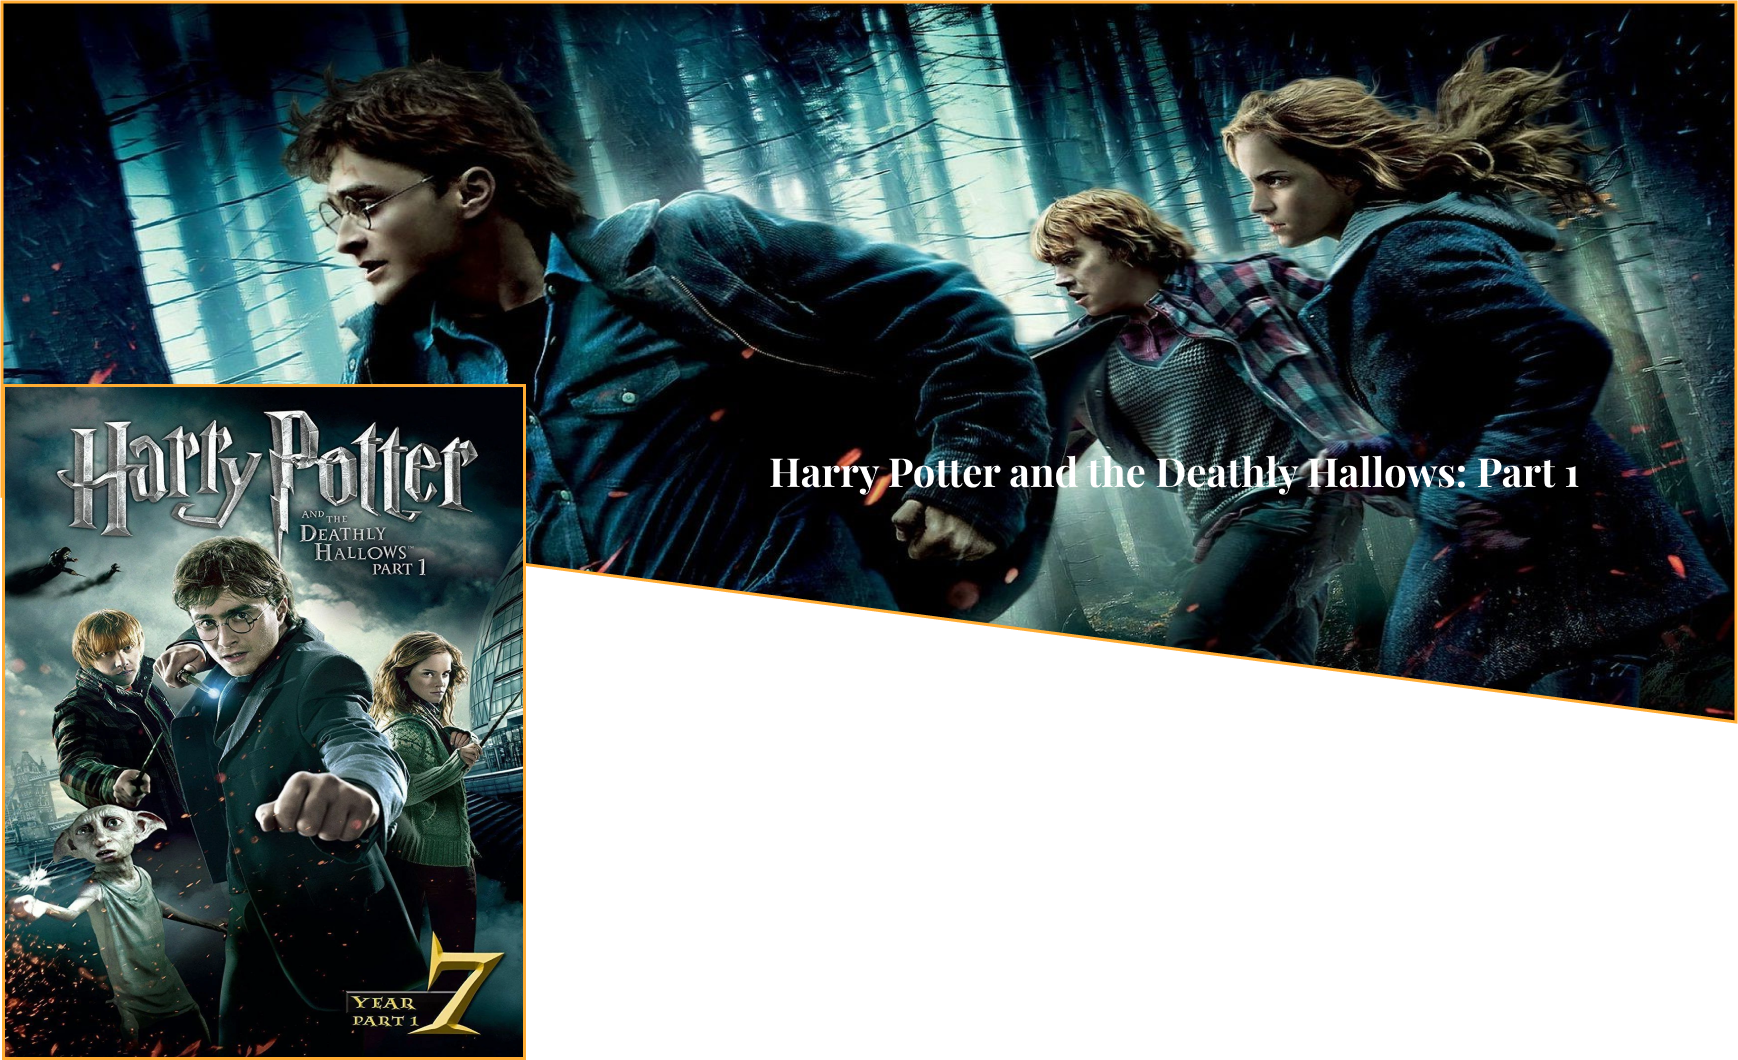 Harry Potter and the Deathly Hallows: Part 1
Harry Potter
AND THE
DEATHLY
HALLOWS™
PART 1
YEAR 7
PART 1